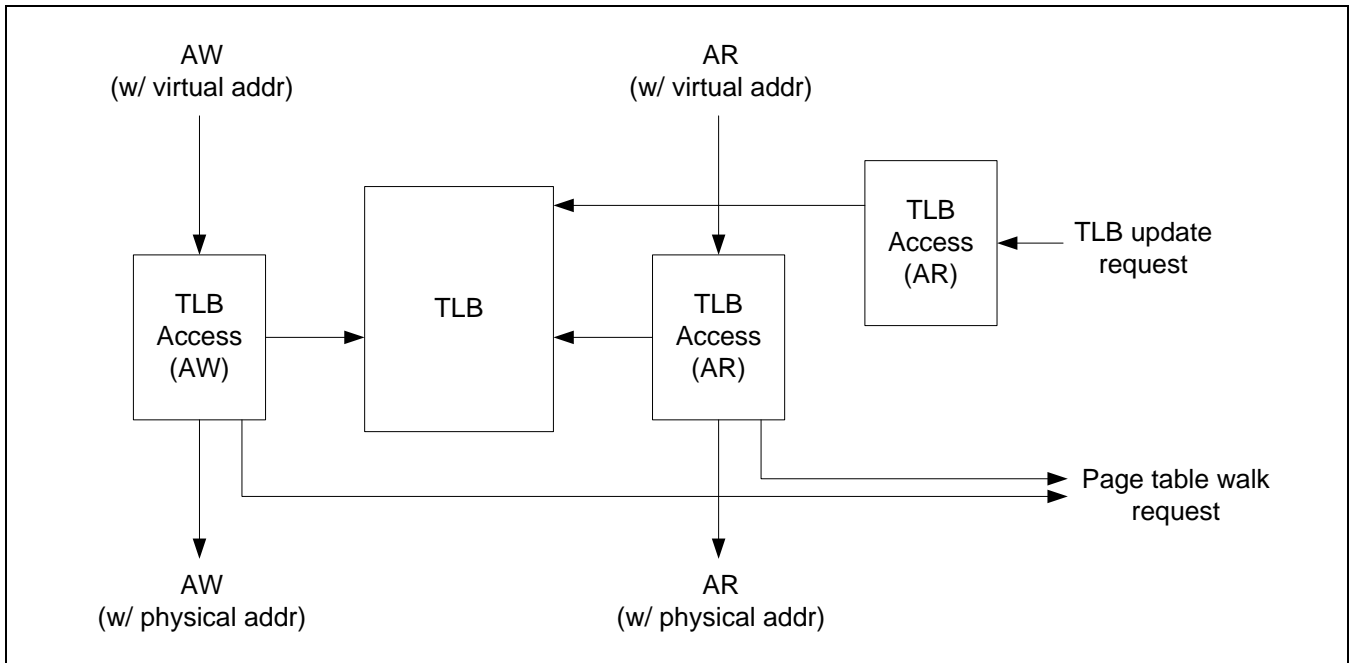 AW
(w/ virtual addr)
AR
(w/ virtual addr)
TLB
Access
(AR)
TLB update
request
TLB
Access
(AW)
TLB
TLB
Access
(AR)
Page table walk
request
AW
(w/ physical addr)
AR
(w/ physical addr)